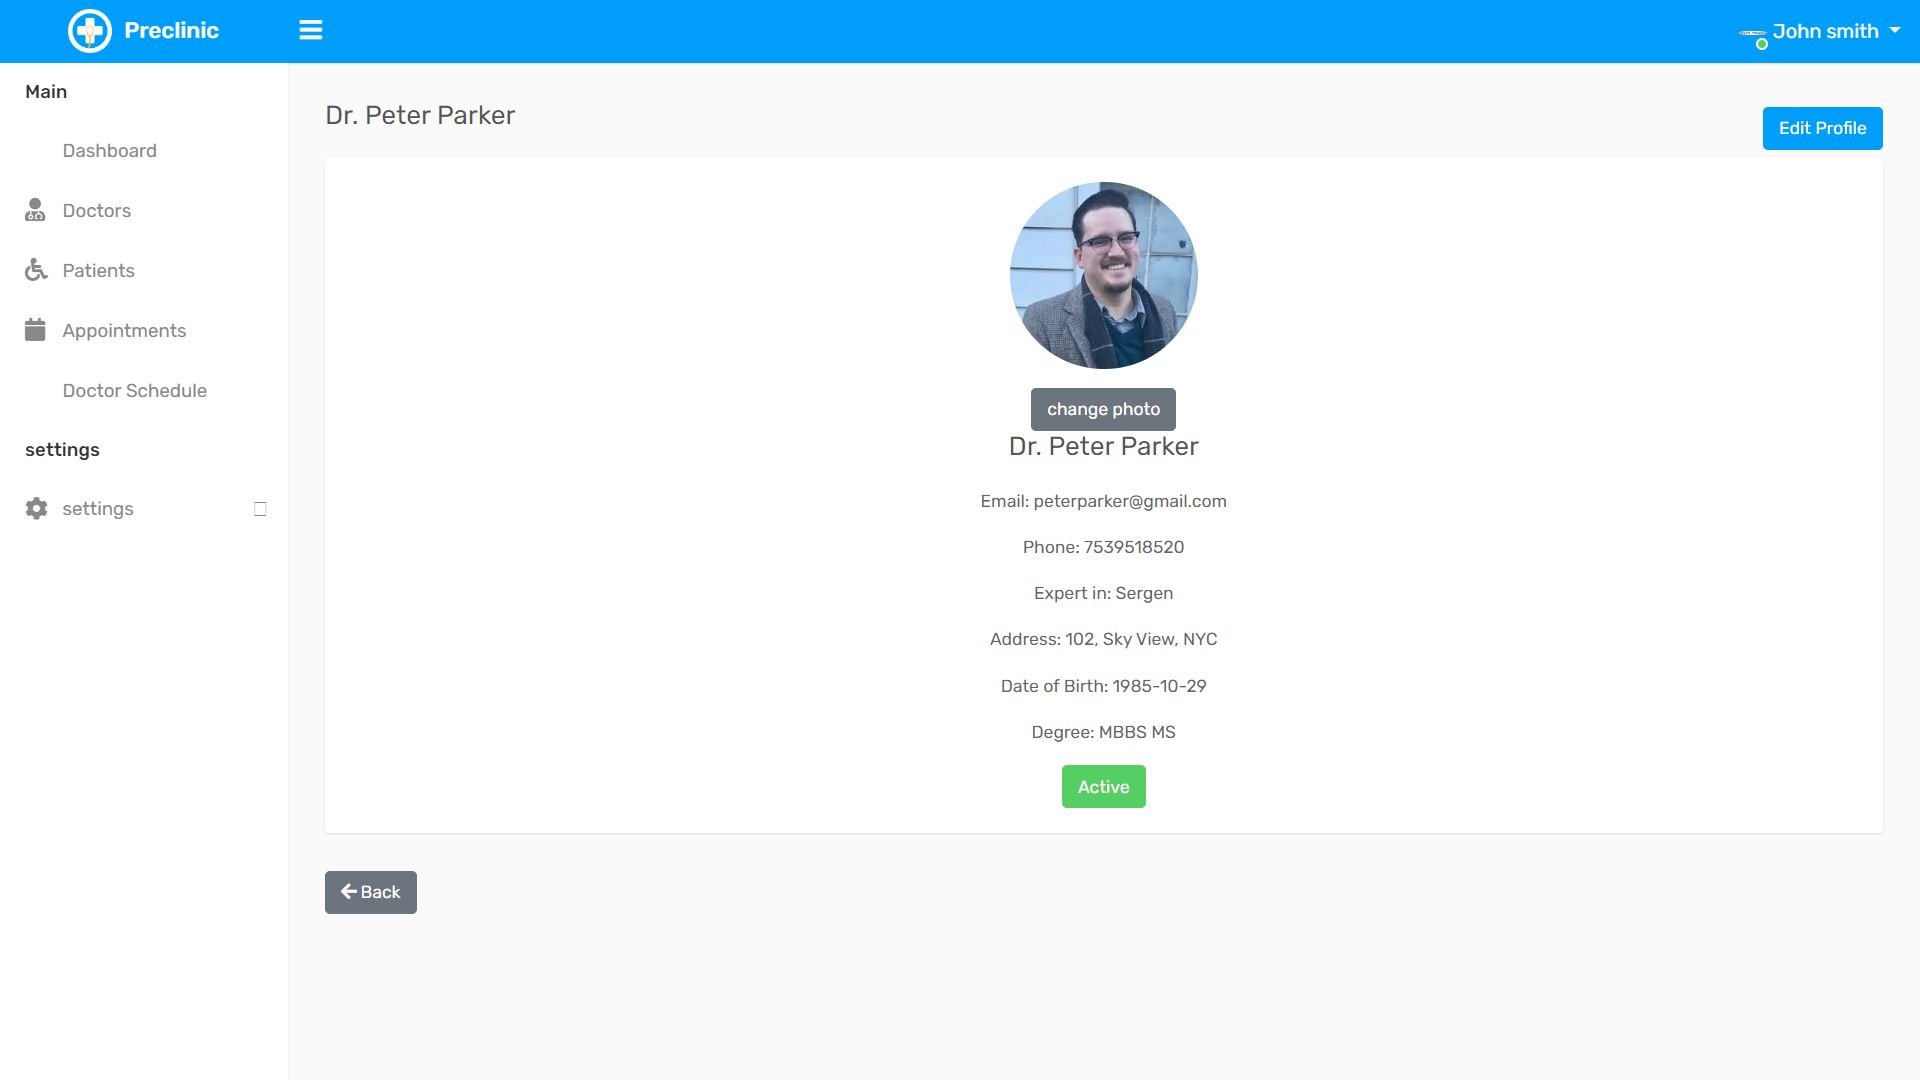 Preclinic
John smith
Main
Dashboard
Doctors
Patients
Appointments
Doctor Schedule
settings
settings
Dr. Peter Parker
Edit Profile
change photo
Dr. Peter Parker
Email: peterparker@gmail.com
Phone: 7539518520
Expert in: Sergen
Address: 102, Sky View, NYC
Date of Birth: 1985-10-29
Degree: MBBS MS
Active
Back